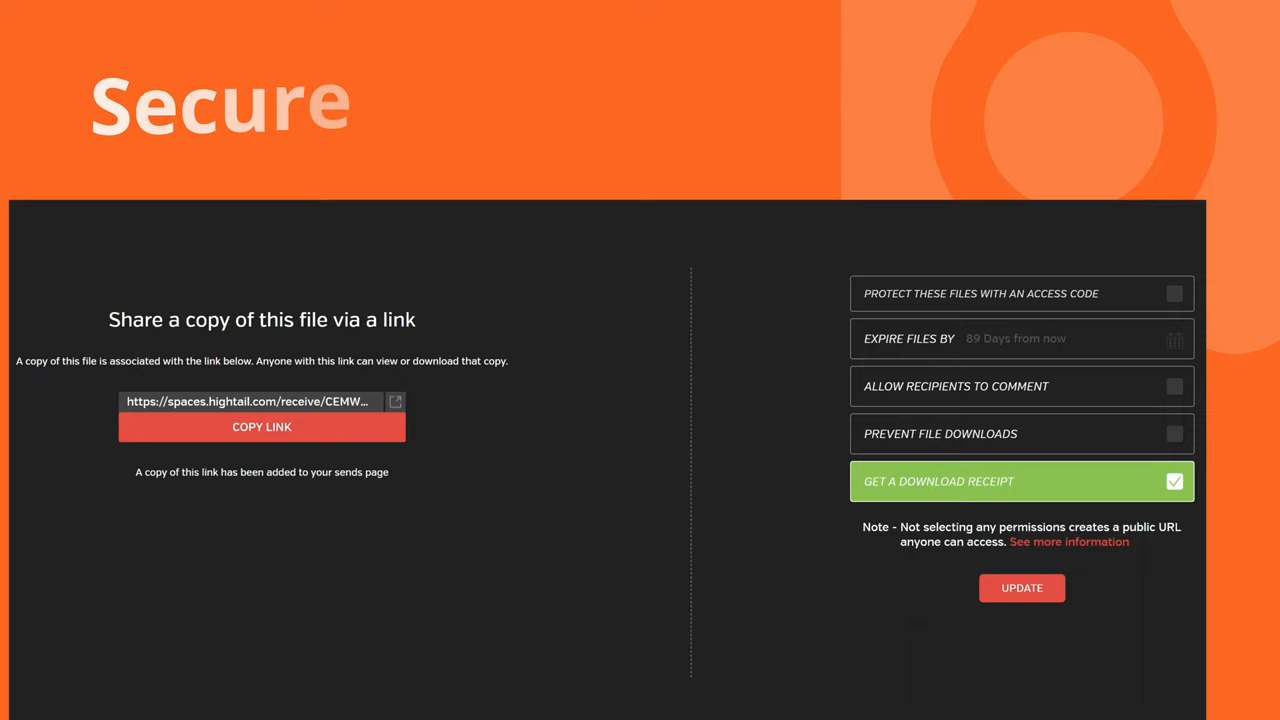 Secure
Share a copy of this file via a link
A copy of this file is associated with the link below. Anyone with this link can view or download that copy.
https://spaces.hightail.com/receive/CEMW...
COPY LINK
A copy of this link has been added to your sends page
PROTECT THESE FILES WITH AN ACCESS CODE
EXPIRE FILES BY 89 Days from now
ALLOW RECIPIENTS TO COMMENT
PREVENT FILE DOWNLOADS
GET A DOWNLOAD RECEIPT
Note - Not selecting any permissions creates a public URL
anyone can access. See more information
UPDATE